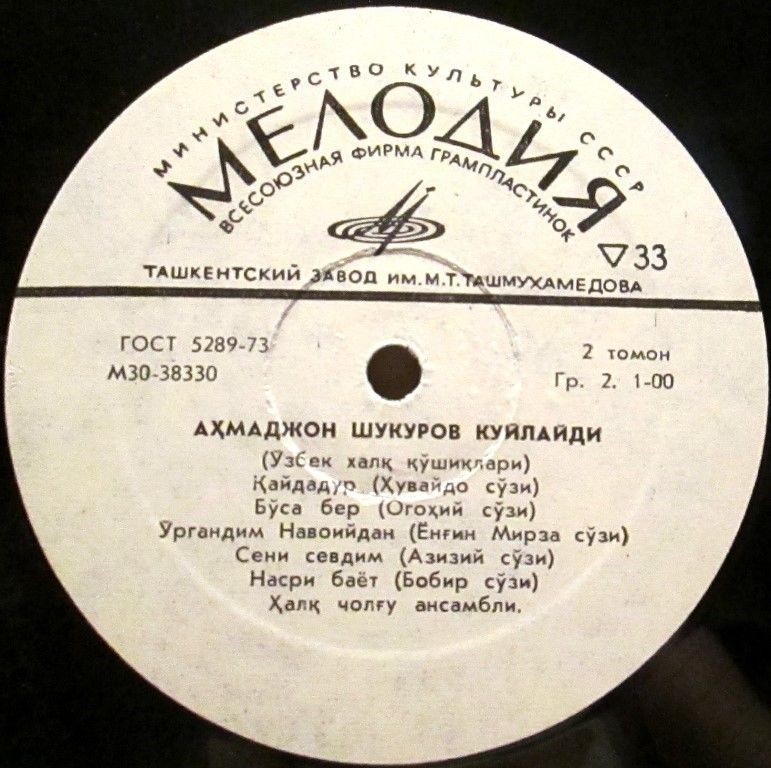 МИНИСТЕРСТВО КУЛЬТУРЫ СССР
МЕЛОДИЯ
ВСЕСОЮЗНАЯ ФИРМА ГРАМПЛАСТИНОК
▽33
ТАШКЕНТСКИЙ ЗАВОД ИМ. М.Т.ТАШМУХАМЕДОВА
ГОСТ 5289-73
М30-38330
2 томон
Гр. 2. 1-00
АҲМАДЖОН ШУКУРОВ КУЙЛАЙДИ
(Ўзбек халқ қўшиқлари)
Қайдадур (Ҳувайдо сўзи)
Бўса бер (Огоҳий сўзи)
Ўргандим Навоийдан (Ёнғин Мирза сўзи)
Сени севдим (Азизий сўзи)
Насри баёт (Бобир сўзи)
Ҳалқ чолғу ансамбли.